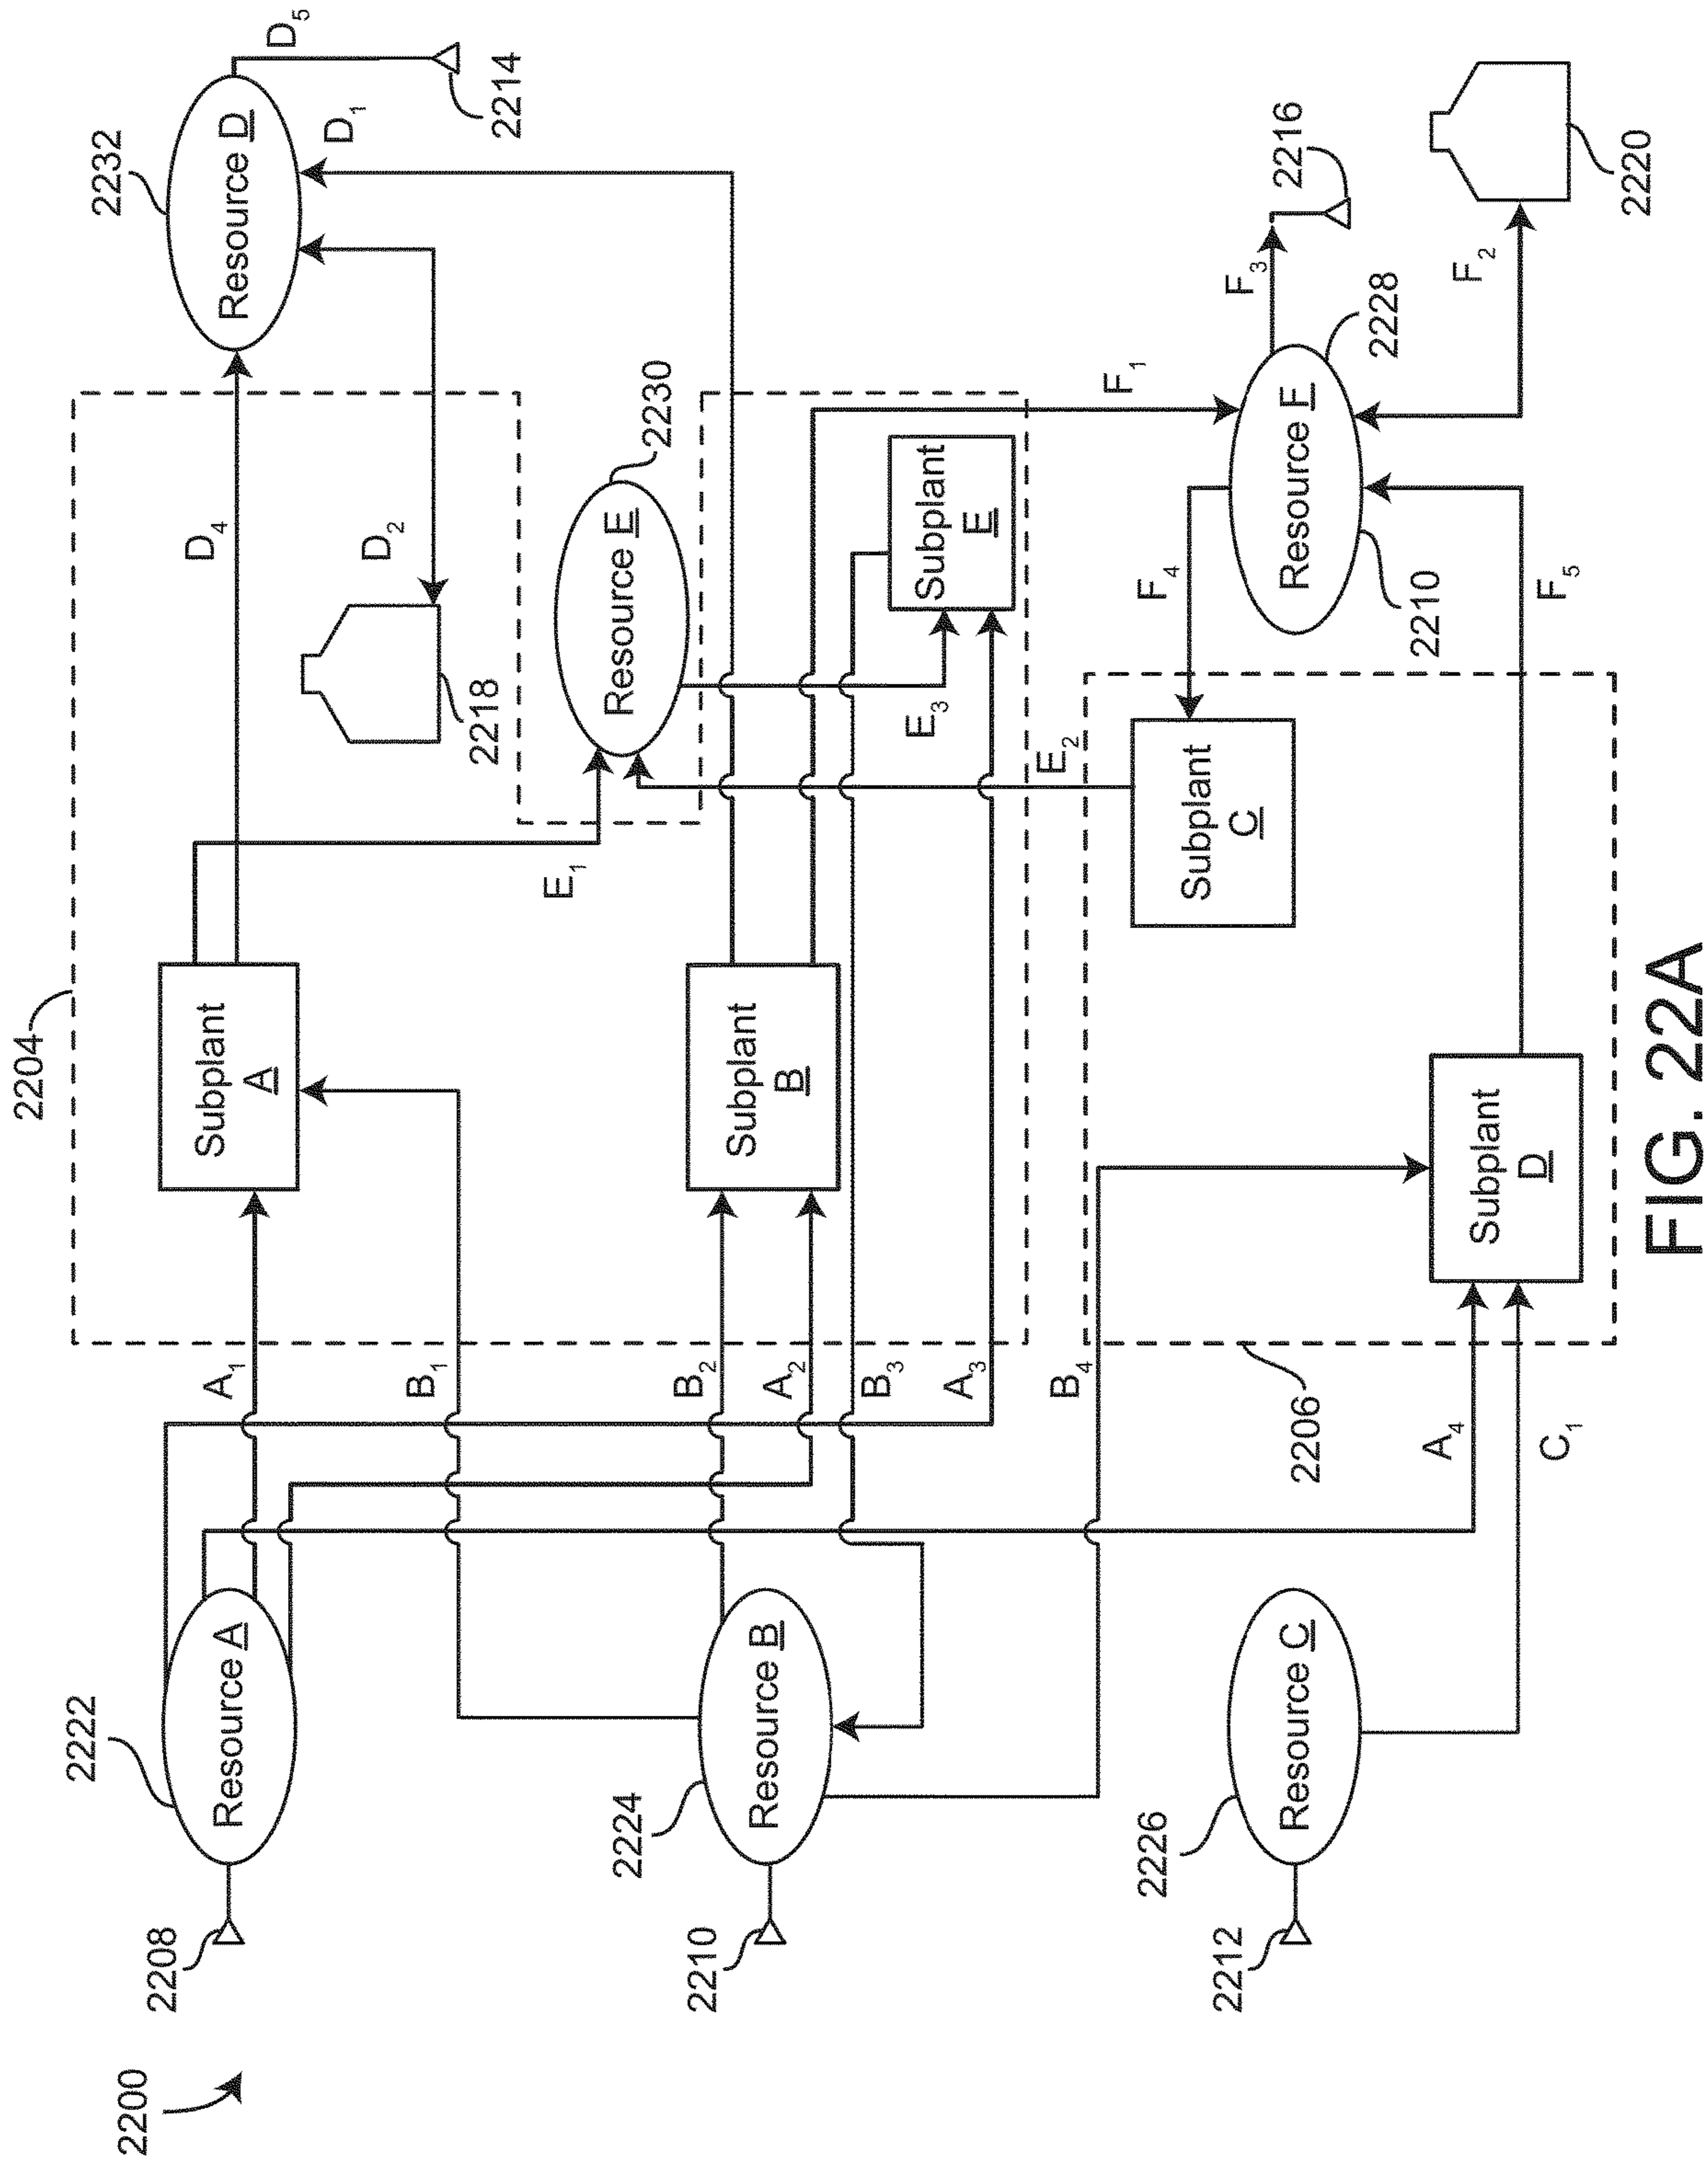 2200
2208
2222
Resource A
A1
2204
Subplant
A
D4
2232
Resource D
D5
2214
D1
B1
E1
2218
D2
2210
2224
Resource B
B2
A2
B3
A3
Subplant
B
Resource E
2230
E3
Subplant
E
E2
B4
2212
2226
Resource C
2206
A4
C1
Subplant
C
Subplant
D
F1
F4
2210
Resource F
2228
F5
F3
2216
F2
2220
FIG. 22A